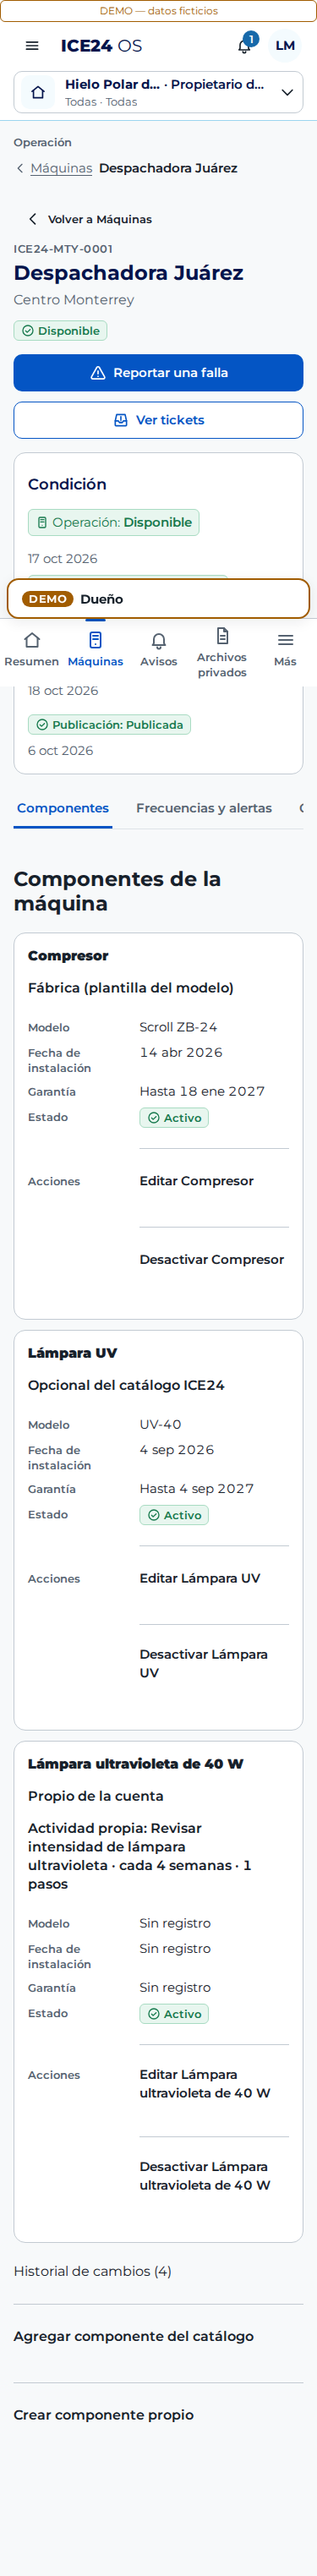 DEMO — datos ficticios
ICE24 OS
1
LM
Hielo Polar d... · Propietario d...
Todas · Todas
Operación
Máquinas Despachadora Juárez
Volver a Máquinas
ICE24-MTY-0001
Despachadora Juárez
Centro Monterrey
Disponible
Reportar una falla
Ver tickets
Condición
Operación: Disponible
17 oct 2026
DEMO Dueño
Resumen
Máquinas
Avisos
Archivos privados
Más
18 oct 2026
Publicación: Publicada
6 oct 2026
Componentes Frecuencias y alertas
Componentes de la
máquina
Compresor
Fábrica (plantilla del modelo)
Modelo Scroll ZB-24
Fecha de instalación 14 abr 2026
Garantía Hasta 18 ene 2027
Estado Activo
Acciones Editar Compresor
Desactivar Compresor
Lámpara UV
Opcional del catálogo ICE24
Modelo UV-40
Fecha de instalación 4 sep 2026
Garantía Hasta 4 sep 2027
Estado Activo
Acciones Editar Lámpara UV
Desactivar Lámpara
UV
Lámpara ultravioleta de 40 W
Propio de la cuenta
Actividad propia: Revisar
intensidad de lámpara
ultravioleta · cada 4 semanas · 1
pasos
Modelo Sin registro
Fecha de instalación Sin registro
Garantía Sin registro
Estado Activo
Acciones Editar Lámpara
ultravioleta de 40 W
Desactivar Lámpara
ultravioleta de 40 W
Historial de cambios (4)
Agregar componente del catálogo
Crear componente propio